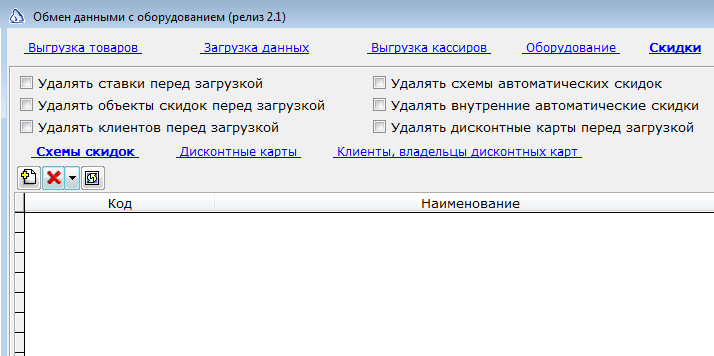 Обмен данными с оборудованием (релиз 2.1)
Выгрузка товаров Загрузка данных Выгрузка кассиров Оборудование Скидки
Удалять ставки перед загрузкой Удалять схемы автоматических скидок
Удалять объекты скидок перед загрузкой Удалять внутренние автоматические скидки
Удалять клиентов перед загрузкой Удалять дисконтные карты перед загрузкой
Схемы скидок Дисконтные карты Клиенты, владельцы дисконтных карт
Код Наименование